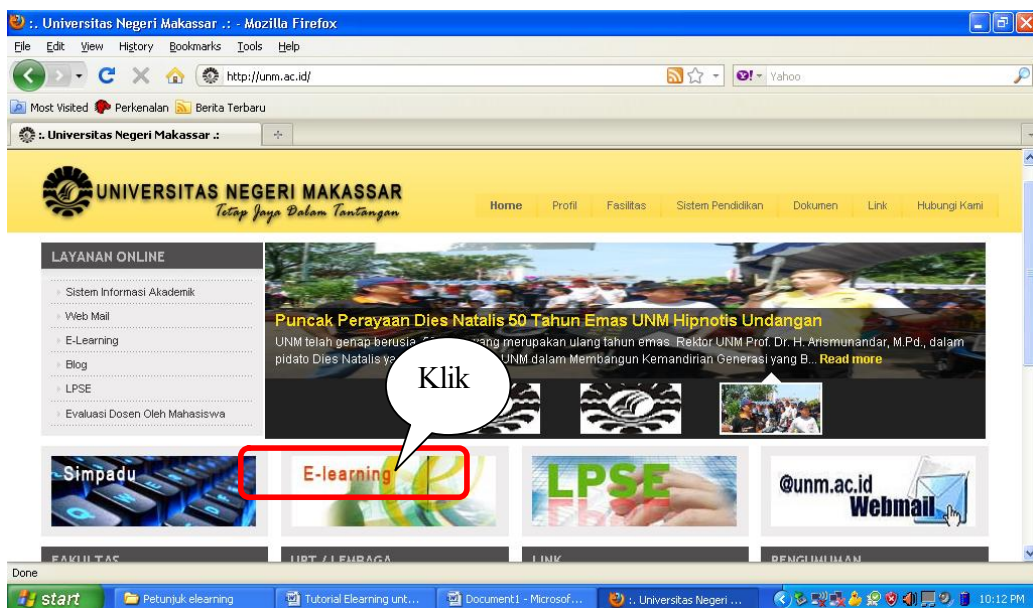 :. Universitas Negeri Makassar .: - Mozilla Firefox
File Edit View History Bookmarks Tools Help
http://unm.ac.id/
Yahoo
Most Visited Perkenalan Berita Terbaru
:. Universitas Negeri Makassar .:
UNIVERSITAS NEGERI MAKASSAR
Tetap Jaya Dalam Tantangan
Home Profil Fasilitas Sistem Pendidikan Dokumen Link Hubungi Kami
LAYANAN ONLINE
Sistem Informasi Akademik
Web Mail
E-Learning
Blog
LPSE
Evaluasi Dosen Oleh Mahasiswa
Puncak Perayaan Dies Natalis 50 Tahun Emas UNM Hipnotis Undangan
UNM telah genap berusia yang merupakan ulang tahun emas. Rektor UNM Prof. Dr. H. Arismunandar, M.Pd., dalam
pidato Dies Natalis UNM dalam Membangun Kemandirian Generasi yang B... Read more
Klik
Simpadu
E-learning
LPSE
@unm.ac.id
Webmail
FAKULTAS
UPT / LEMBAGA
LINK
PENGUMUMAN
Done
start
Petunjuk elearning
Tutorial Elearning unt...
Document1 - Microsof...
:. Universitas Negeri ...
10:12 PM